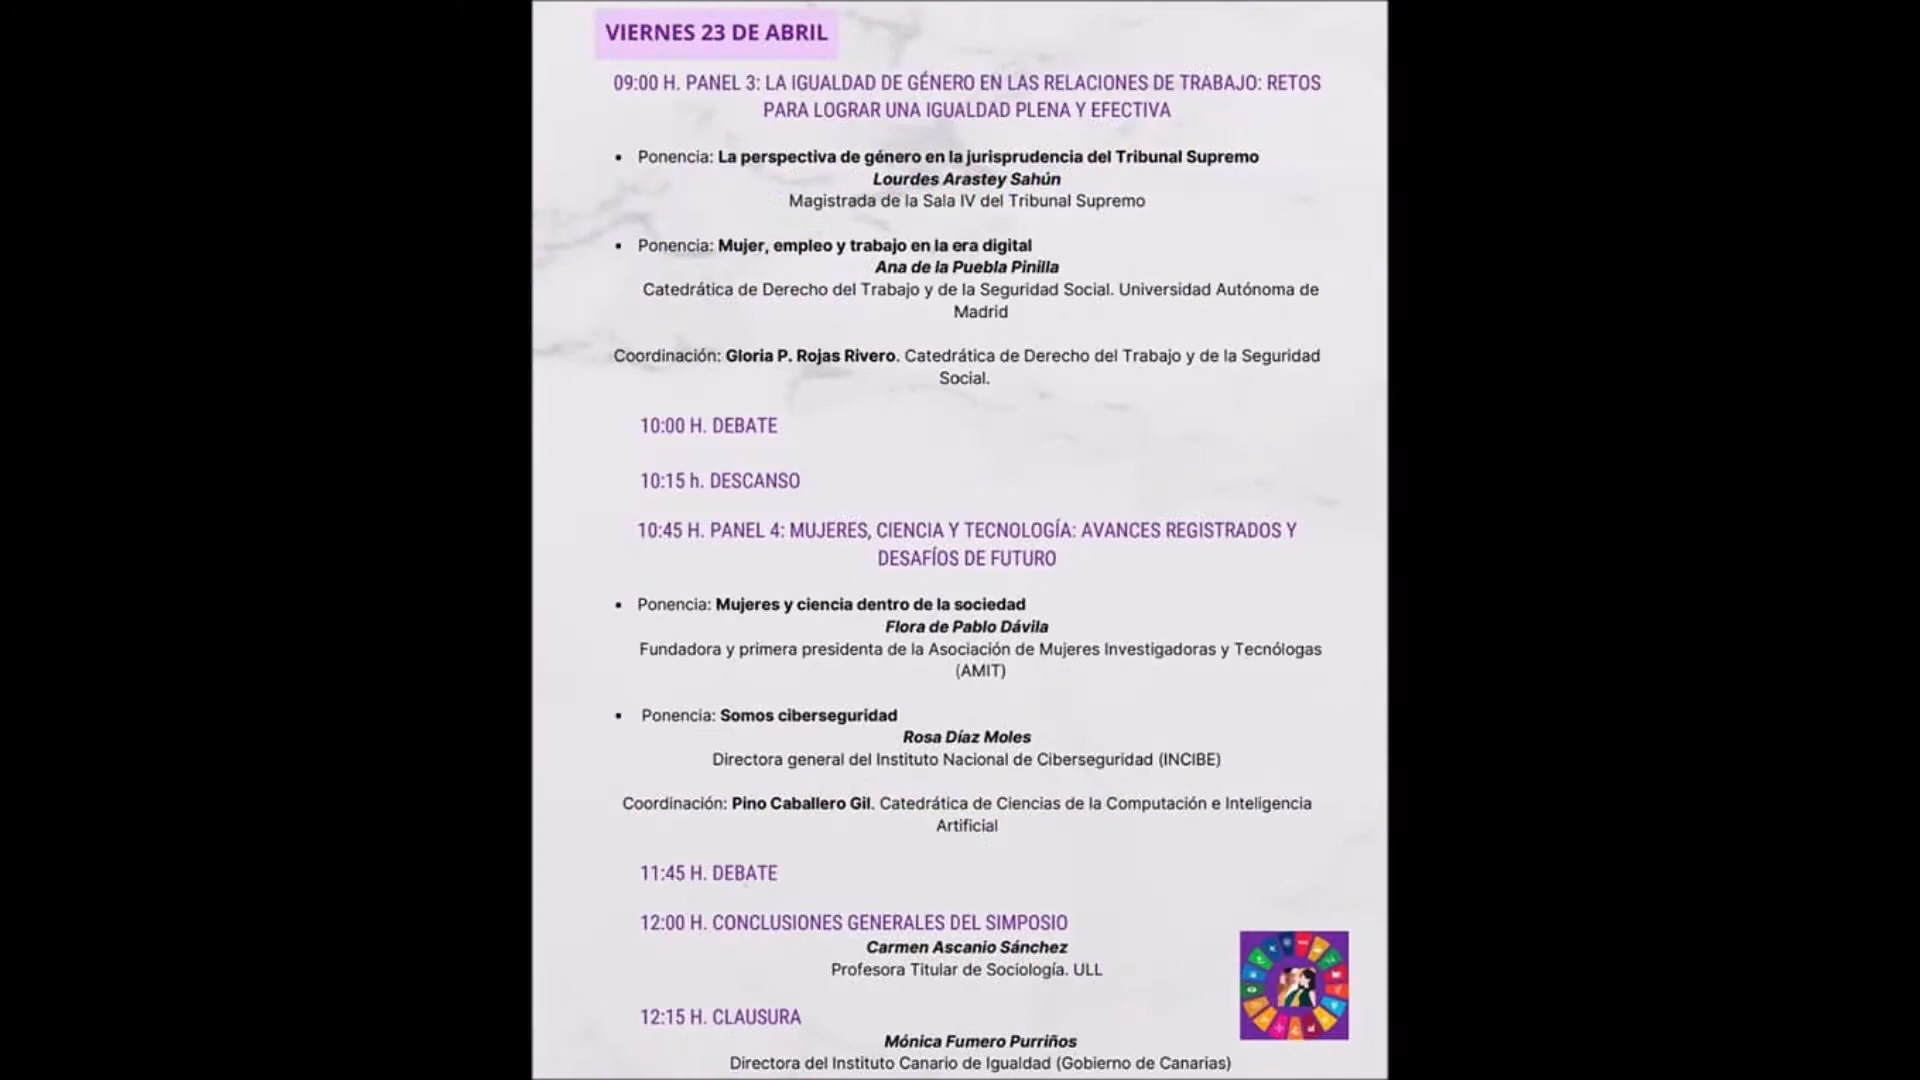 VIERNES 23 DE ABRIL
09:00 H. PANEL 3: LA IGUALDAD DE GÉNERO EN LAS RELACIONES DE TRABAJO: RETOS
PARA LOGRAR UNA IGUALDAD PLENA Y EFECTIVA
• Ponencia: La perspectiva de género en la jurisprudencia del Tribunal Supremo
Lourdes Arastey Sahún
Magistrada de la Sala IV del Tribunal Supremo
• Ponencia: Mujer, empleo y trabajo en la era digital
Ana de la Puebla Pinilla
Catedrática de Derecho del Trabajo y de la Seguridad Social. Universidad Autónoma de
Madrid
Coordinación: Gloria P. Rojas Rivero. Catedrática de Derecho del Trabajo y de la Seguridad
Social.
10:00 H. DEBATE
10:15 h. DESCANSO
10:45 H. PANEL 4: MUJERES, CIENCIA Y TECNOLOGÍA: AVANCES REGISTRADOS Y
DESAFÍOS DE FUTURO
• Ponencia: Mujeres y ciencia dentro de la sociedad
Flora de Pablo Dávila
Fundadora y primera presidenta de la Asociación de Mujeres Investigadoras y Tecnólogas
(AMIT)
• Ponencia: Somos ciberseguridad
Rosa Díaz Moles
Directora general del Instituto Nacional de Ciberseguridad (INCIBE)
Coordinación: Pino Caballero Gil. Catedrática de Ciencias de la Computación e Inteligencia
Artificial
11:45 H. DEBATE
12:00 H. CONCLUSIONES GENERALES DEL SIMPOSIO
Carmen Ascanio Sánchez
Profesora Titular de Sociología. ULL
12:15 H. CLAUSURA
Mónica Fumero Purriños
Directora del Instituto Canario de Igualdad (Gobierno de Canarias)